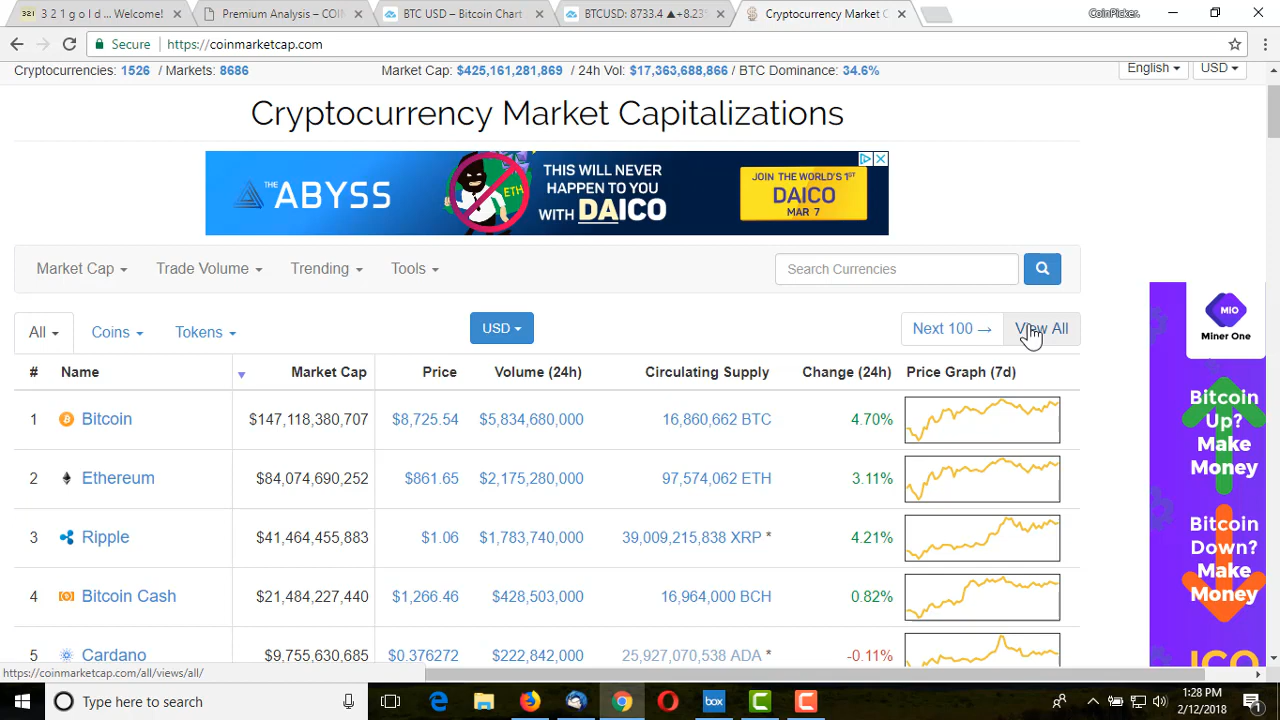 3 2 1 g o l d ... Welcome!
Premium Analysis – COIN
BTC USD – Bitcoin Chart
BTCUSD: 8733.4 ▲+8.23%
Cryptocurrency Market C
CoinPicker.
Secure
https://coinmarketcap.com
Cryptocurrencies: 1526 / Markets: 8686
Market Cap: $425,161,281,869 / 24h Vol: $17,363,688,866 / BTC Dominance: 34.6%
English
USD
Cryptocurrency Market Capitalizations
THE ABYSS
ETH
THIS WILL NEVER
HAPPEN TO YOU
WITH DAICO
JOIN THE WORLD'S 1ST
DAICO
MAR 7
Market Cap
Trade Volume
Trending
Tools
Search Currencies
All
Coins
Tokens
USD
Next 100 →
View All
# Name Market Cap Price Volume (24h) Circulating Supply Change (24h) Price Graph (7d)
1 Bitcoin $147,118,380,707 $8,725.54 $5,834,680,000 16,860,662 BTC 4.70%
2 Ethereum $84,074,690,252 $861.65 $2,175,280,000 97,574,062 ETH 3.11%
3 Ripple $41,464,455,883 $1.06 $1,783,740,000 39,009,215,838 XRP * 4.21%
4 Bitcoin Cash $21,484,227,440 $1,266.46 $428,503,000 16,964,000 BCH 0.82%
5 Cardano $9,755,630,685 $0.376272 $222,842,000 25,927,070,538 ADA * -0.11%
MIO
Miner One
Bitcoin
Up?
Make
Money
Bitcoin
Down?
Make
Money
ICO
https://coinmarketcap.com/all/views/all/
Type here to search
box
1:28 PM
2/12/2018
1